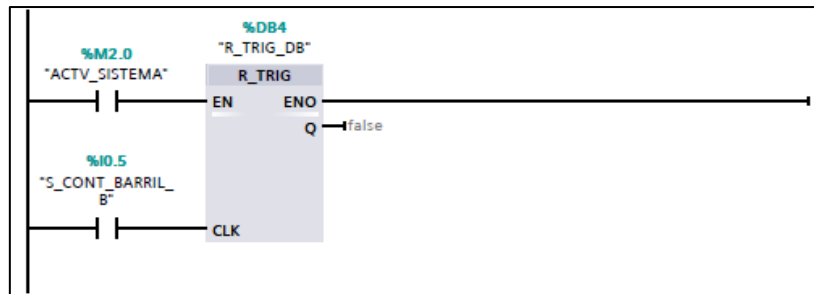 %DB4
"R_TRIG_DB"
%M2.0
"ACTV_SISTEMA"
R_TRIG
EN ENO
Q false
%I0.5
"S_CONT_BARRIL_
B"
CLK